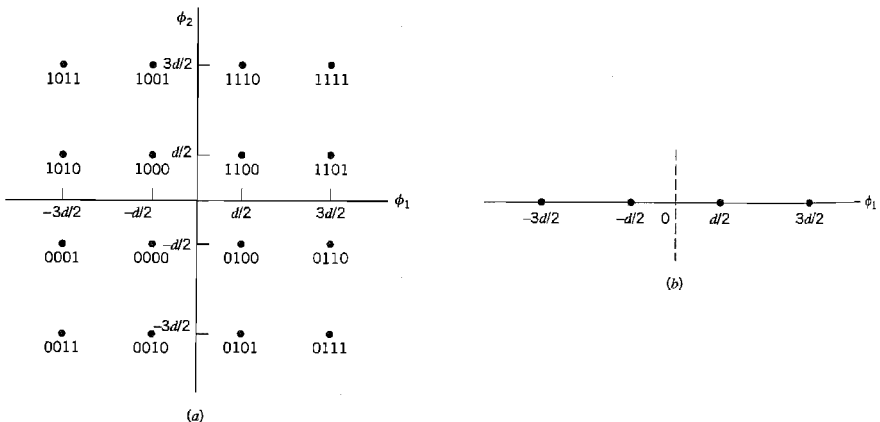 ϕ2
3d/2
1011 1001 1110 1111
d/2
1010 1000 1100 1101
ϕ1
−3d/2 −d/2 d/2 3d/2
−d/2
0001 0000 0100 0110
−3d/2
0011 0010 0101 0111
(a)
ϕ1
−3d/2 −d/2 0 d/2 3d/2
(b)